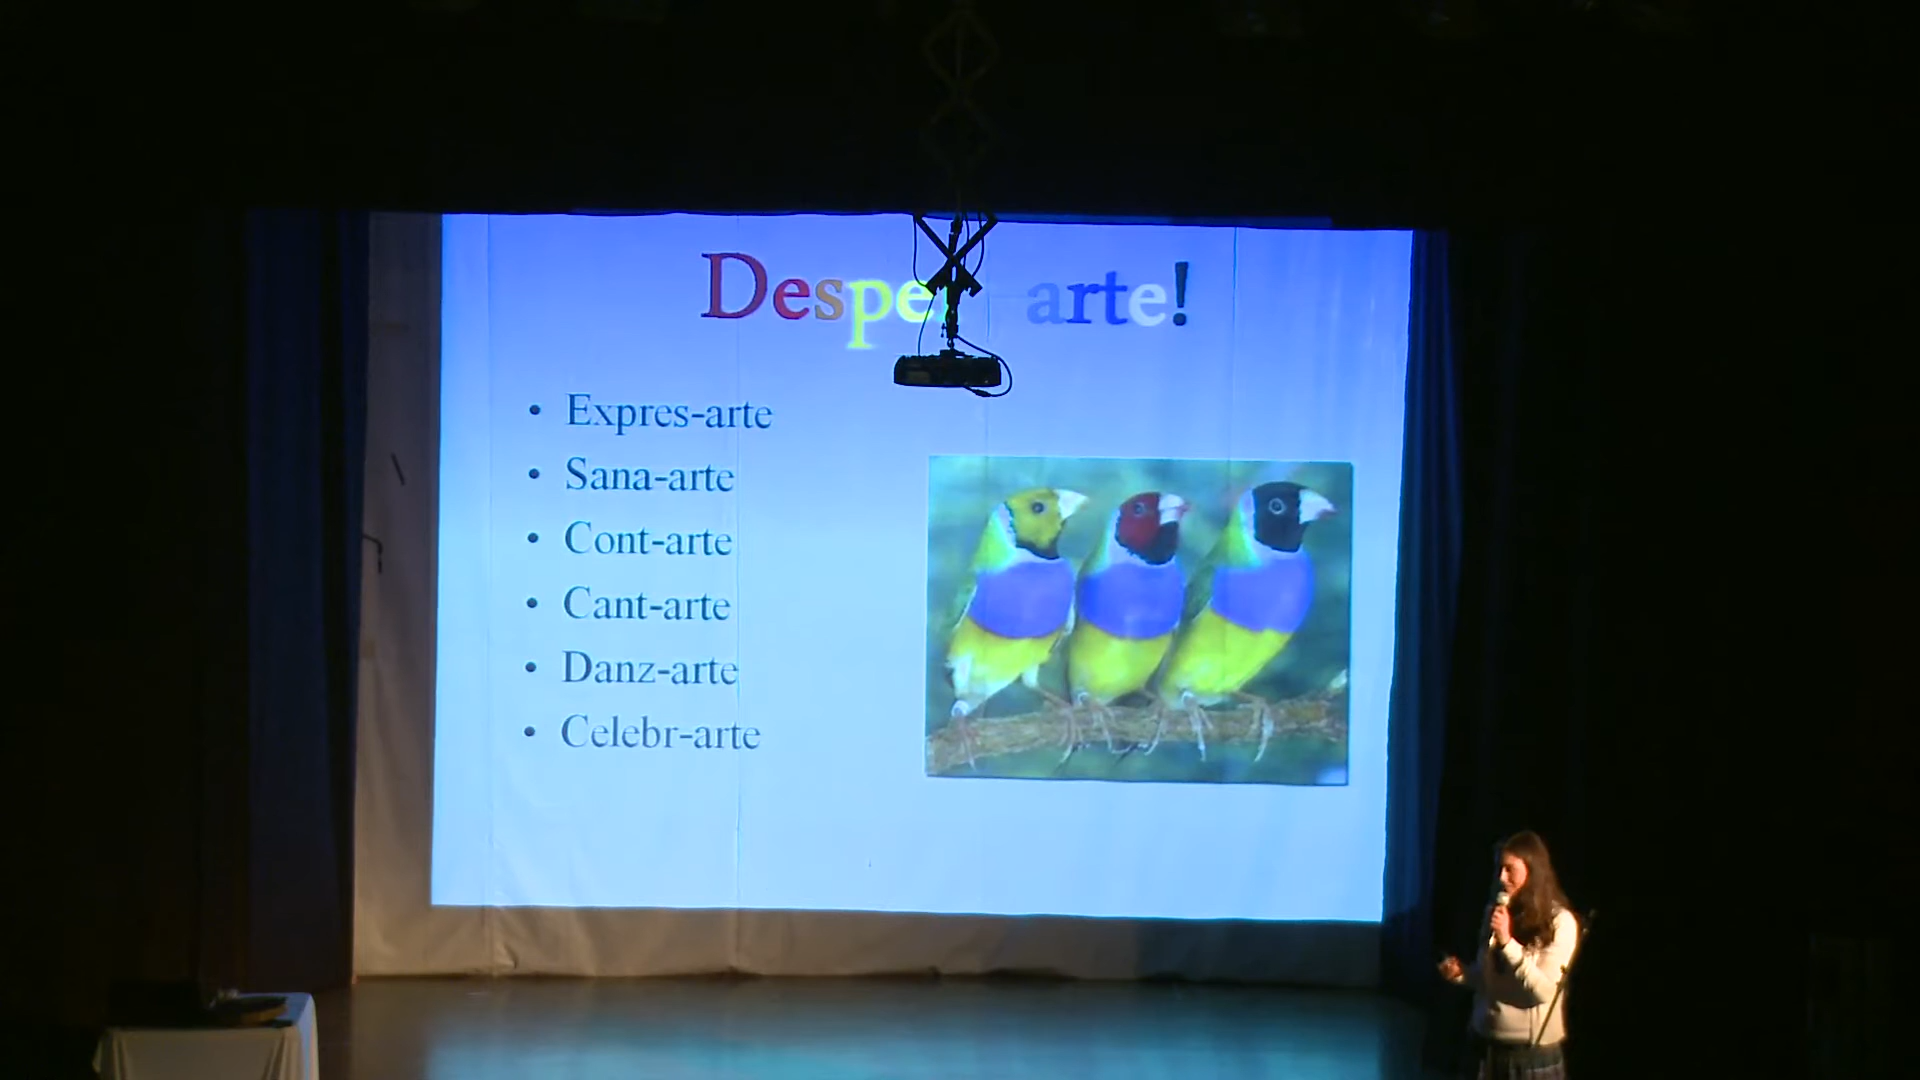 Despe arte!
• Expres-arte
• Sana-arte
• Cont-arte
• Cant-arte
• Danz-arte
• Celebr-arte